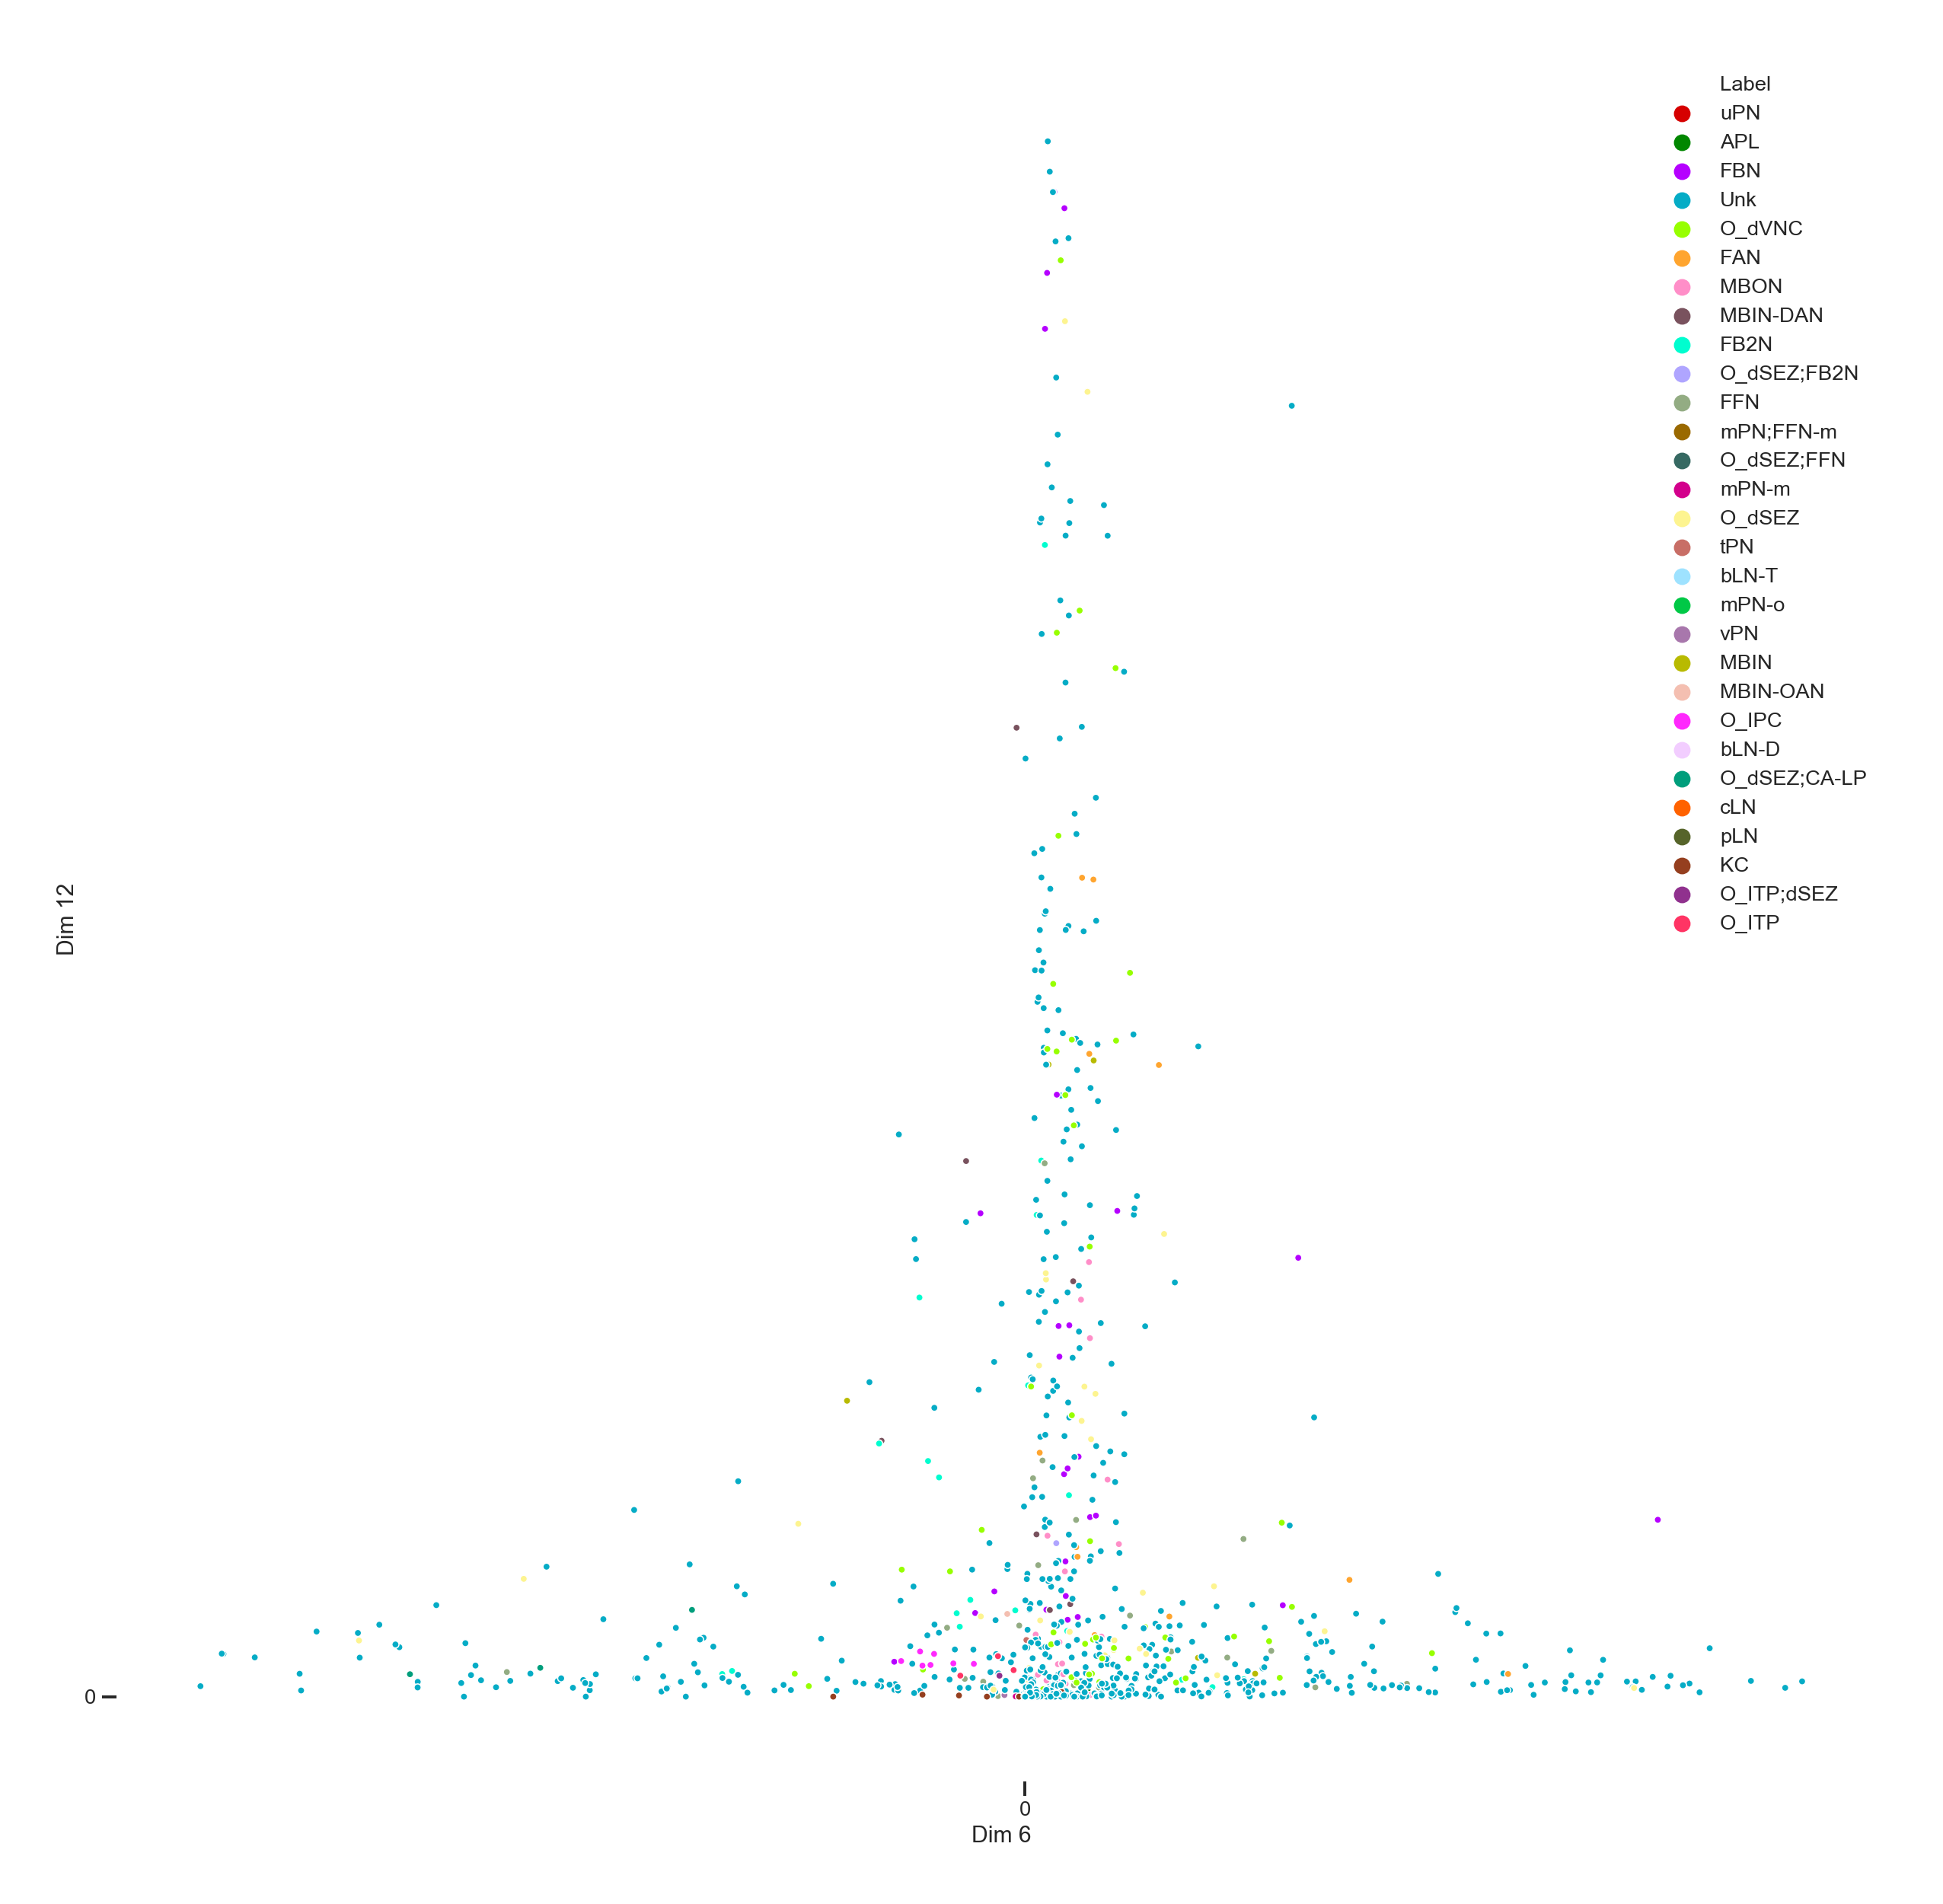 Label
uPN
APL
FBN
Unk
O_dVNC
FAN
MBON
MBIN-DAN
FB2N
O_dSEZ;FB2N
FFN
mPN;FFN-m
O_dSEZ;FFN
mPN-m
O_dSEZ
tPN
bLN-T
mPN-o
vPN
MBIN
MBIN-OAN
O_IPC
bLN-D
O_dSEZ;CA-LP
cLN
pLN
KC
O_ITP;dSEZ
O_ITP
Dim 12
0
0
Dim 6